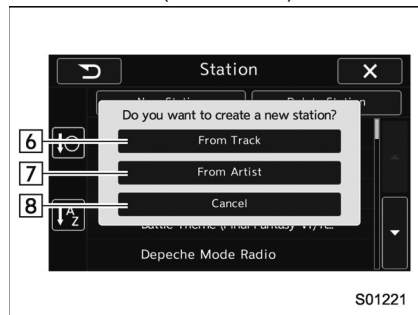 Station
X
Do you want to create a new station?
6
From Track
7
From Artist
8
Cancel
A
Z
Depeche Mode Radio
S01221